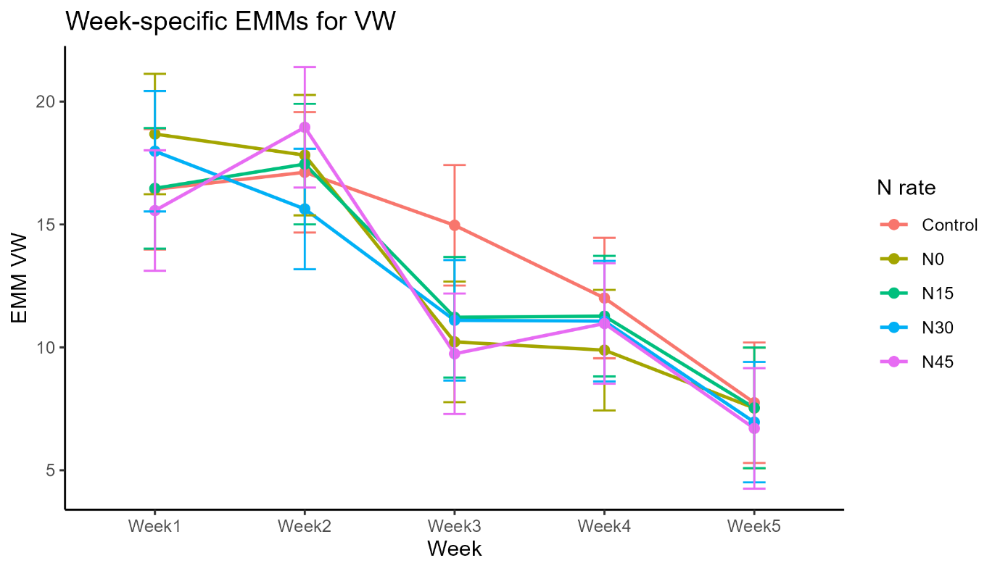 Week-specific EMMs for VW
20
15
10
5
EMM VW
Week1 Week2 Week3 Week4 Week5
Week
N rate
Control
N0
N15
N30
N45